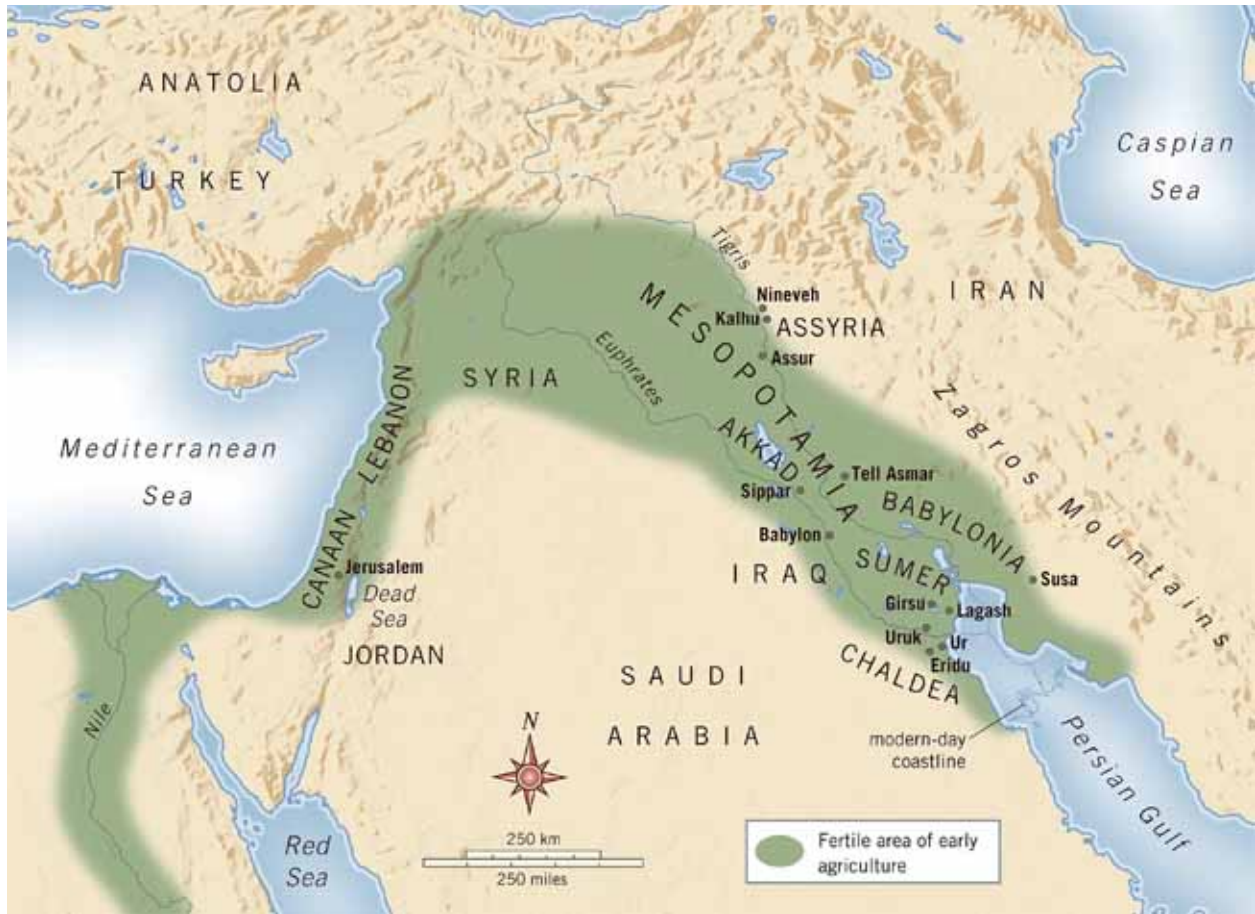 ANATOLIA
TURKEY
Caspian
Sea
Tigris
IRAN
Nineveh
Kalhu
ASSYRIA
MESOPOTAMIA
Assur
Euphrates
SYRIA
Zagros Mountains
LEBANON
Mediterranean
Sea
AKKAD
Tell Asmar
Sippar
BABYLONIA
Babylon
CANAAN
Jerusalem
IRAQ
SUMER
Susa
Dead
Sea
Girsu
Lagash
Uruk
Ur
Eridu
JORDAN
CHALDEA
SAUDI
ARABIA
Nile
N
modern-day
coastline
Persian Gulf
Red
Sea
250 km
250 miles
Fertile area of early
agriculture